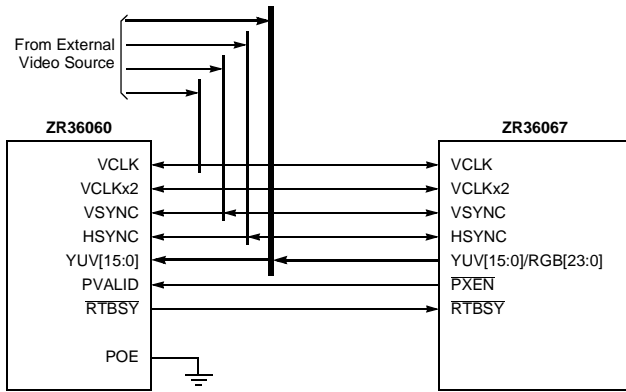 From External
Video Source
ZR36060
ZR36067
VCLK
VCLK
VCLKx2
VCLKx2
VSYNC
VSYNC
HSYNC
HSYNC
YUV[15:0]
YUV[15:0]/RGB[23:0]
PVALID
PXEN
RTBSY
RTBSY
POE